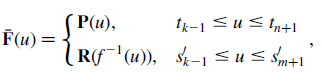 F̄(u) = { P(u), t_{k−1} ≤ u ≤ t_{n+1}
R(f^{−1}(u)), s′_{k−1} ≤ u ≤ s′_{m+1} ,